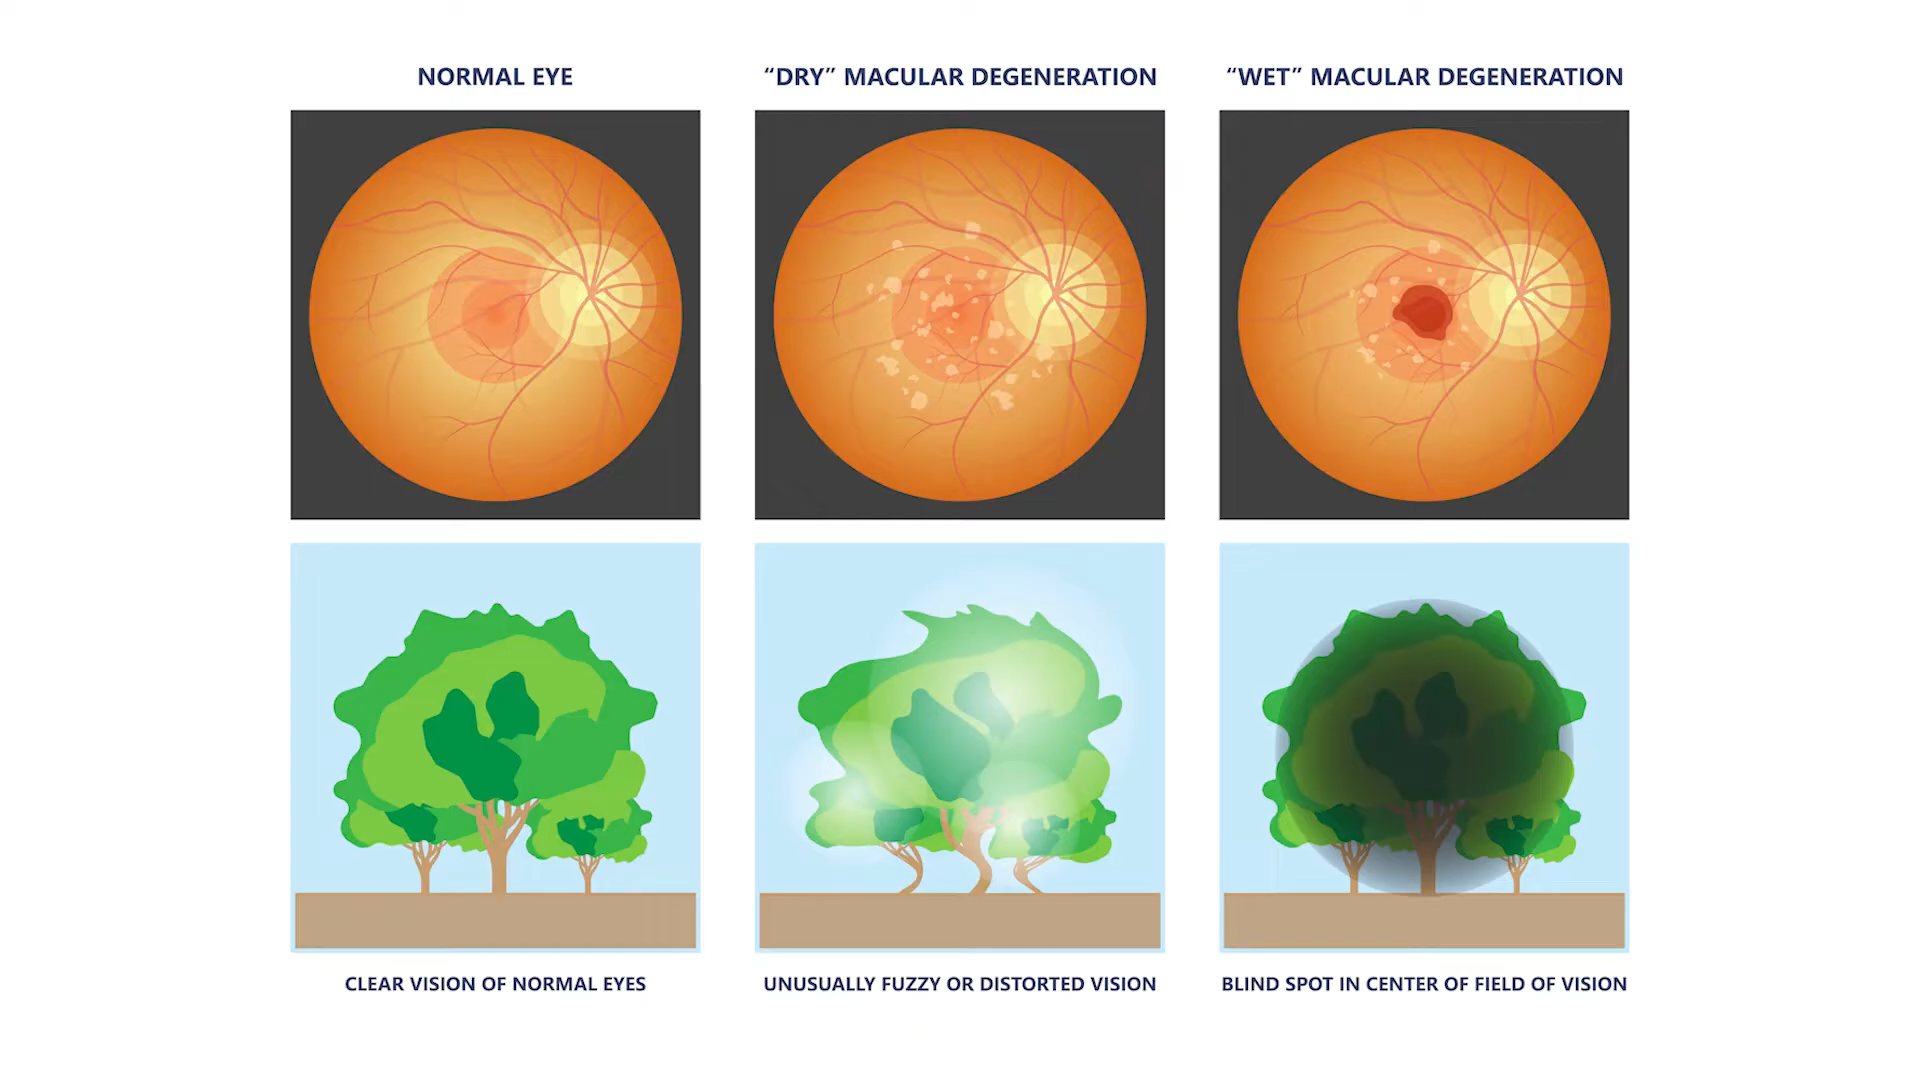 NORMAL EYE
“DRY” MACULAR DEGENERATION
“WET” MACULAR DEGENERATION
CLEAR VISION OF NORMAL EYES
UNUSUALLY FUZZY OR DISTORTED VISION
BLIND SPOT IN CENTER OF FIELD OF VISION